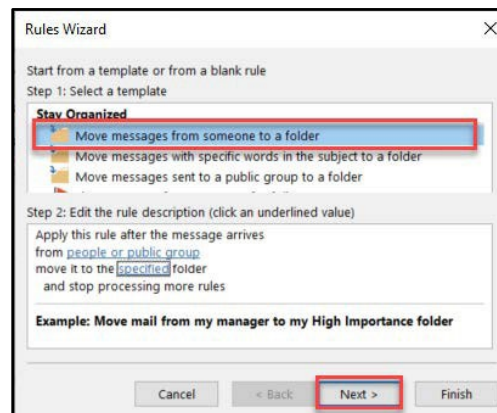 Rules Wizard
Start from a template or from a blank rule
Step 1: Select a template
Stay Organized
Move messages from someone to a folder
Move messages with specific words in the subject to a folder
Move messages sent to a public group to a folder
Step 2: Edit the rule description (click an underlined value)
Apply this rule after the message arrives
from people or public group
move it to the specified folder
and stop processing more rules
Example: Move mail from my manager to my High Importance folder
Cancel < Back Next > Finish